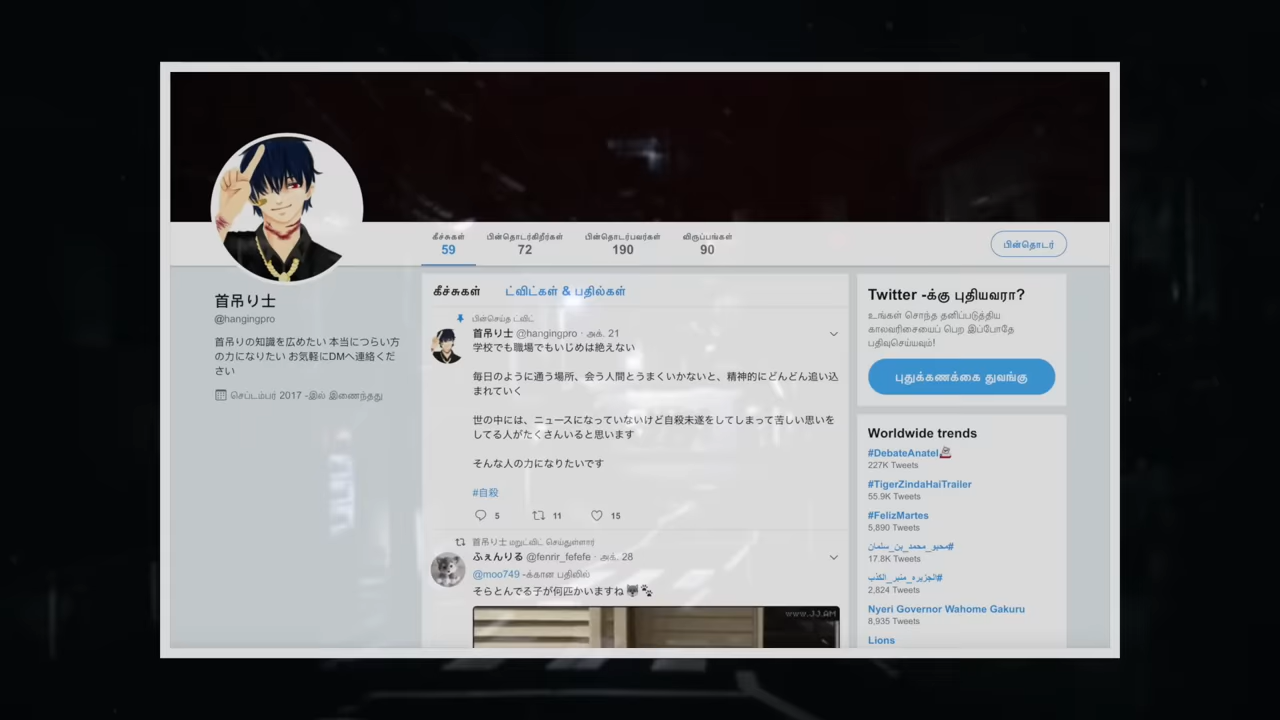 கீச்சுகள்
பின்தொடர்கிறீர்கள்
பின்தொடர்பவர்கள்
விருப்பங்கள்
59
72
190
90
பின்தொடர்
首吊り士
@hangingpro
首吊りの知識を広めたい 本当につらい方
の力になりたい お気軽にDMへ連絡くだ
さい
செப்டம்பர் 2017 -இல் இணைந்தது
கீச்சுகள் ட்விட்கள் & பதில்கள்
பின்செய்த ட்விட்
首吊り士 @hangingpro · அக். 21
学校でも職場でもいじめは絶えない
毎日のように通う場所、会う人間とうまくいかないと、精神的にどんどん追い込
まれていく
世の中には、ニュースになっていないけど自殺未遂をしてしまって苦しい思いを
してる人がたくさんいると思います
そんな人の力になりたいです
#自殺
5 11 15
首吊り士 மறுட்விட் செய்துள்ளார்
ふぇんりる @fenrir_fefefe · அக். 28
@moo749 -க்கான பதிலில்
そらとんでる子が何匹かいますね
www.JJ.AM
Twitter -க்கு புதியவரா?
உங்கள் சொந்த தனிப்படுத்திய
காலவரிசையைப் பெற இப்போதே
பதிவுசெய்யவும்!
புதுக்கணக்கை துவங்கு
Worldwide trends
#DebateAnatel
227K Tweets
#TigerZindaHaiTrailer
55.9K Tweets
#FelizMartes
5,890 Tweets
#محبو_محمد_بن_سلمان
17.8K Tweets
#الجزيره_منبر_الكذب
2,824 Tweets
Nyeri Governor Wahome Gakuru
8,935 Tweets
Lions